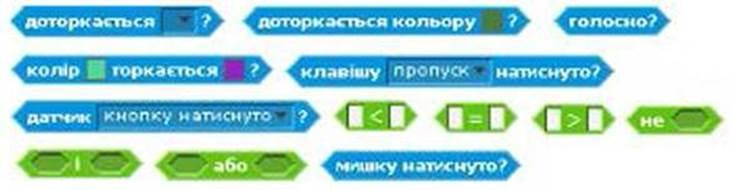 доторкається ? доторкається кольору ? голосно?
колір торкається ? клавішу пропуск натиснуто?
датчик кнопку натиснуто ? < = > не
і або мишку натиснуто?